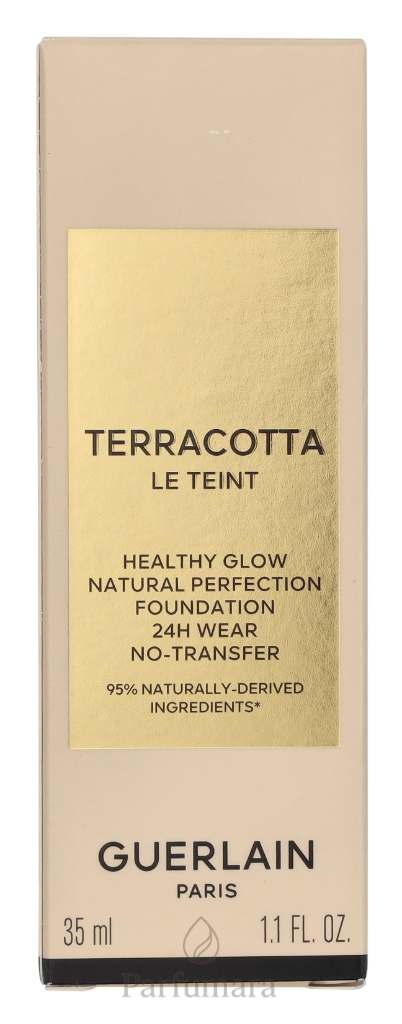 TERRACOTTA
LE TEINT
HEALTHY GLOW
NATURAL PERFECTION
FOUNDATION
24H WEAR
NO-TRANSFER
95% NATURALLY-DERIVED
INGREDIENTS*
GUERLAIN
PARIS
35 ml 1.1 FL. OZ.
Parfumara